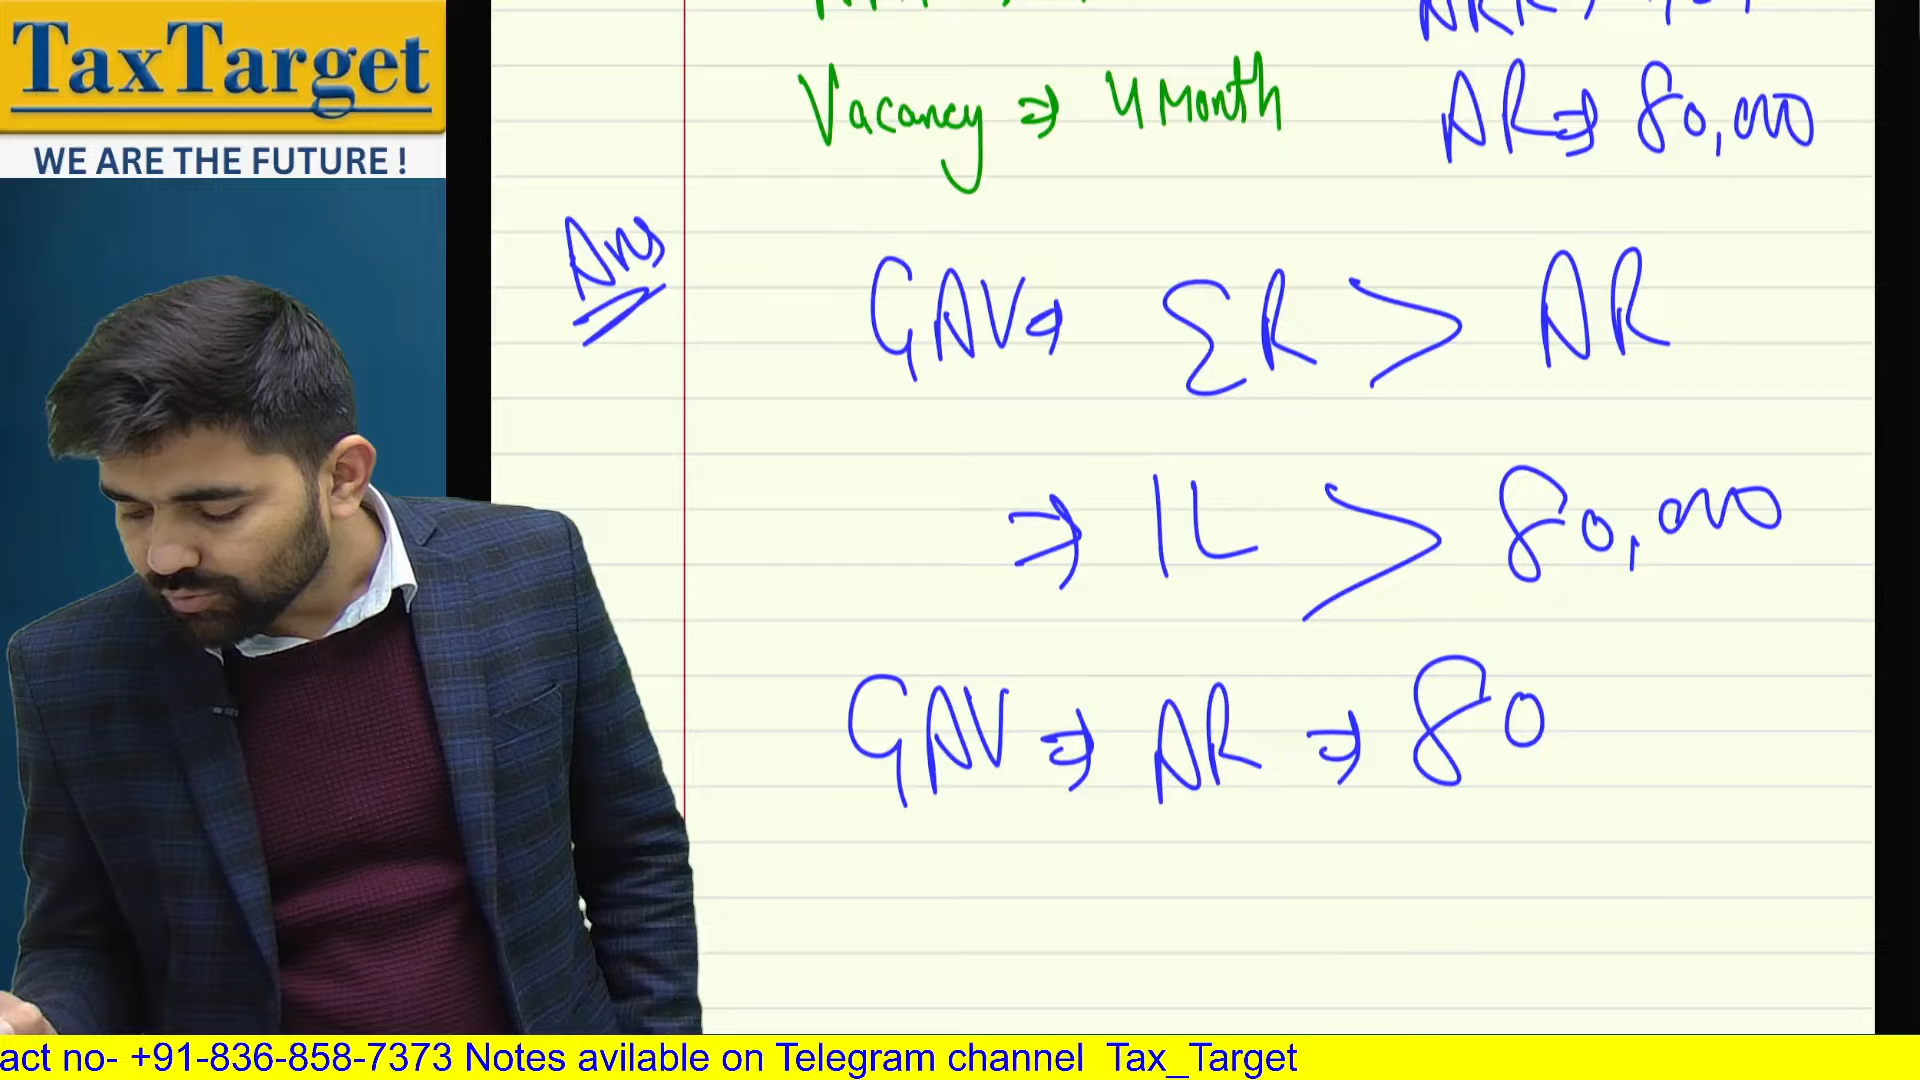 TaxTarget
WE ARE THE FUTURE !
Vacancy ⇒ 4 Month
AR ⇒ 80,000
Ans
GAV ⇒ ΣR > AR
⇒ 1L > 80,000
GAV ⇒ AR ⇒ 80
act no- +91-836-858-7373 Notes avilable on Telegram channel Tax_Target